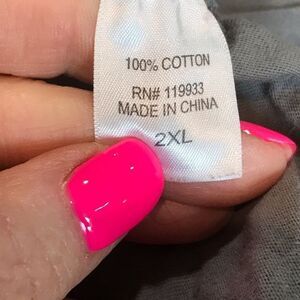 100% COTTON
RN# 119933
MADE IN CHINA
2XL